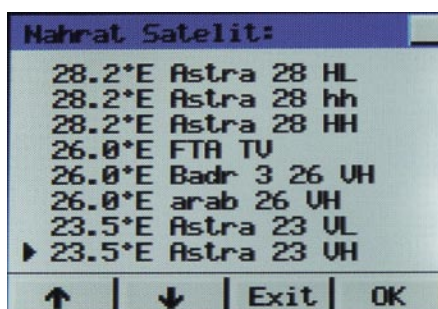 Nahrat Satelit:
28.2°E Astra 28 HL
28.2°E Astra 28 hh
28.2°E Astra 28 HH
26.0°E FTA TV
26.0°E Badr 3 26 VH
26.0°E arab 26 VH
23.5°E Astra 23 VL
▶ 23.5°E Astra 23 VH
↑ ↓ Exit OK